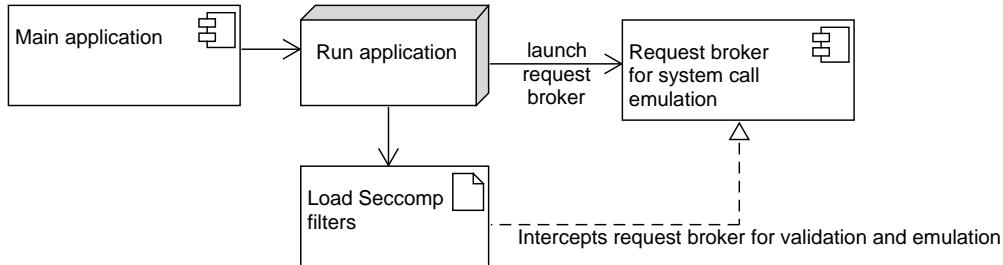 Main application
Run application
launch
request
broker
Request broker
for system call
emulation
Load Seccomp
filters
Intercepts request broker for validation and emulation